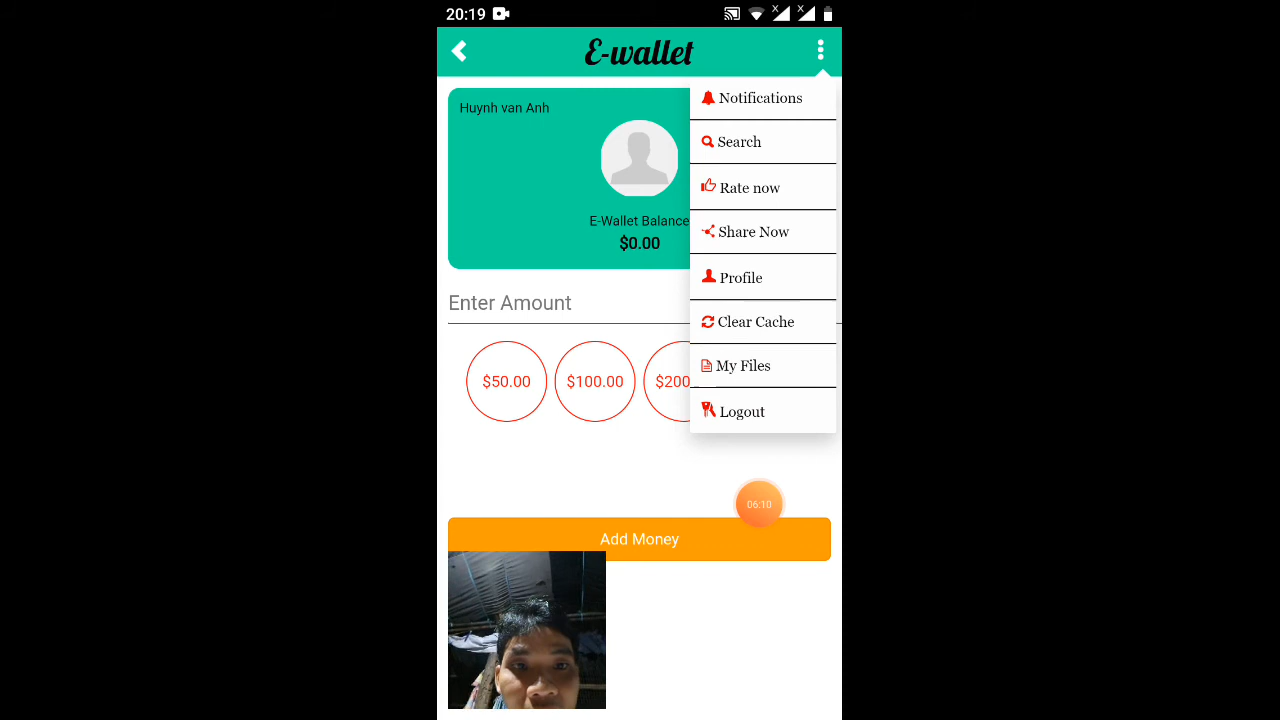 20:19
E-wallet
Huynh van Anh
E-Wallet Balance
$0.00
Enter Amount
$50.00
$100.00
$200
Notifications
Search
Rate now
Share Now
Profile
Clear Cache
My Files
Logout
06:10
Add Money